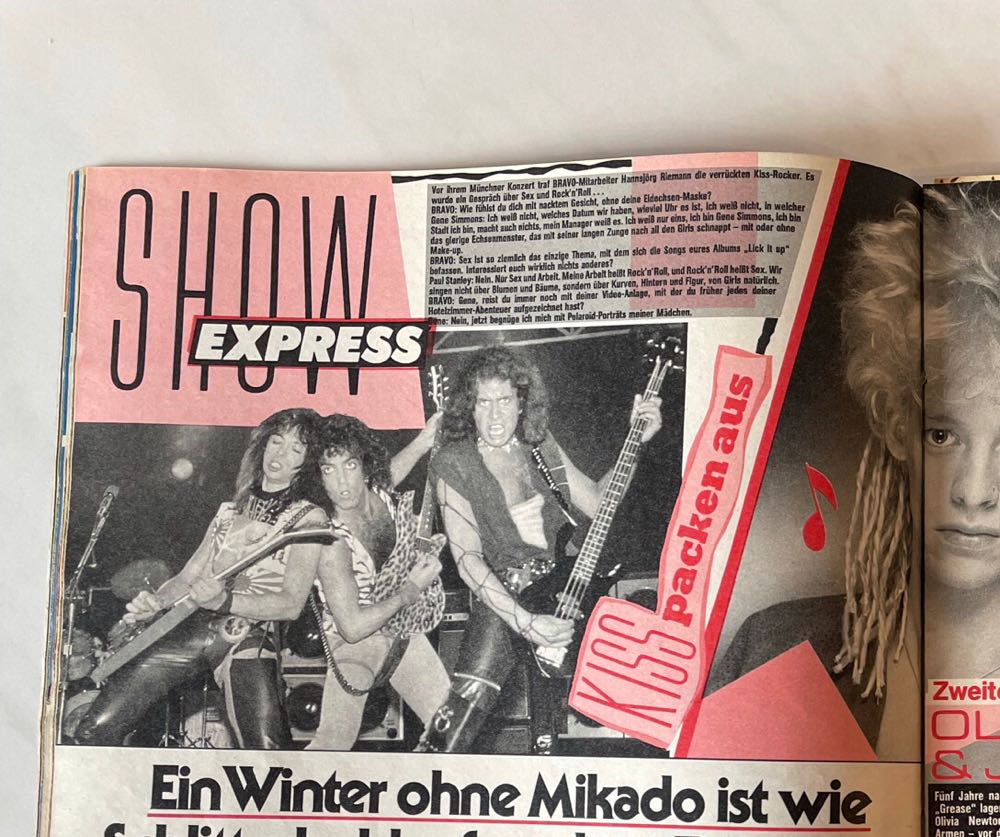 SHOW
EXPRESS
Vor ihrem Münchner Konzert traf BRAVO-Mitarbeiter Hannsjörg Riemann die verrückten Kiss-Rocker. Es
wurde ein Gespräch über Sex und Rock'n'Roll . . .
BRAVO: Wie fühlst du dich mit nacktem Gesicht, ohne deine Eidechsen-Maske?
Gene Simmons: Ich weiß nicht, welches Datum wir haben, wieviel Uhr es ist, ich weiß nicht, in welcher
Stadt ich bin, macht auch nichts, mein Manager weiß es. Ich weiß nur eins, ich bin Gene Simmons, ich bin
das gierige Echsenmonster, das mit seiner langen Zunge nach all den Girls schnappt – mit oder ohne
Make-up.
BRAVO: Sex ist so ziemlich das einzige Thema, mit dem sich die Songs eures Albums „Lick it up"
befassen. Interessiert euch wirklich nichts anderes?
Paul Stanley: Nein. Nur Sex und Arbeit. Meine Arbeit heißt Rock'n'Roll, und Rock'n'Roll heißt Sex. Wir
singen nicht über Blumen und Bäume, sondern über Kurven, Hintern und Figur, von Girls natürlich.
BRAVO: Gene, reist du immer noch mit deiner Video-Anlage, mit der du früher jedes deiner
Hotelzimmer-Abenteuer aufgezeichnet hast?
Gene: Nein, jetzt begnüge ich mich mit Polaroid-Porträts meiner Mädchen.
KISS packen aus
Ein Winter ohne Mikado ist wie
Zweite
OL
& J
Fünf Jahre na
„Grease" lage
Olivia Newto
Armen – vor